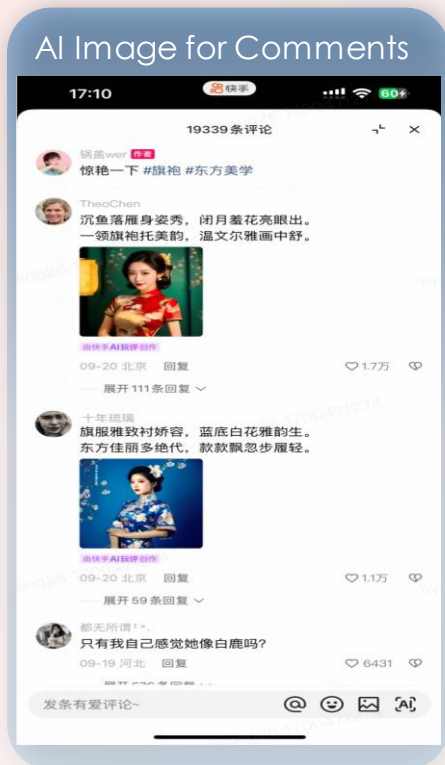 AI Image for Comments
17:10
快手
60
19339条评论
锅盖wer 作者
惊艳一下 #旗袍 #东方美学
TheoChen
沉鱼落雁身姿秀，闭月羞花亮眼出。
一领旗袍托美韵，温文尔雅画中舒。
由快手AI玩评创作
09-20 北京 回复 1.7万
展开111条回复
十年琉璃
旗服雅致衬娇容，蓝底白花雅韵生。
东方佳丽多绝代，款款飘忽步履轻。
由快手AI玩评创作
09-20 北京 回复 1.1万
展开59条回复
都无所谓
只有我自己感觉她像白鹿吗?
09-19 河北 回复 6431
发条有爱评论~
@
AI